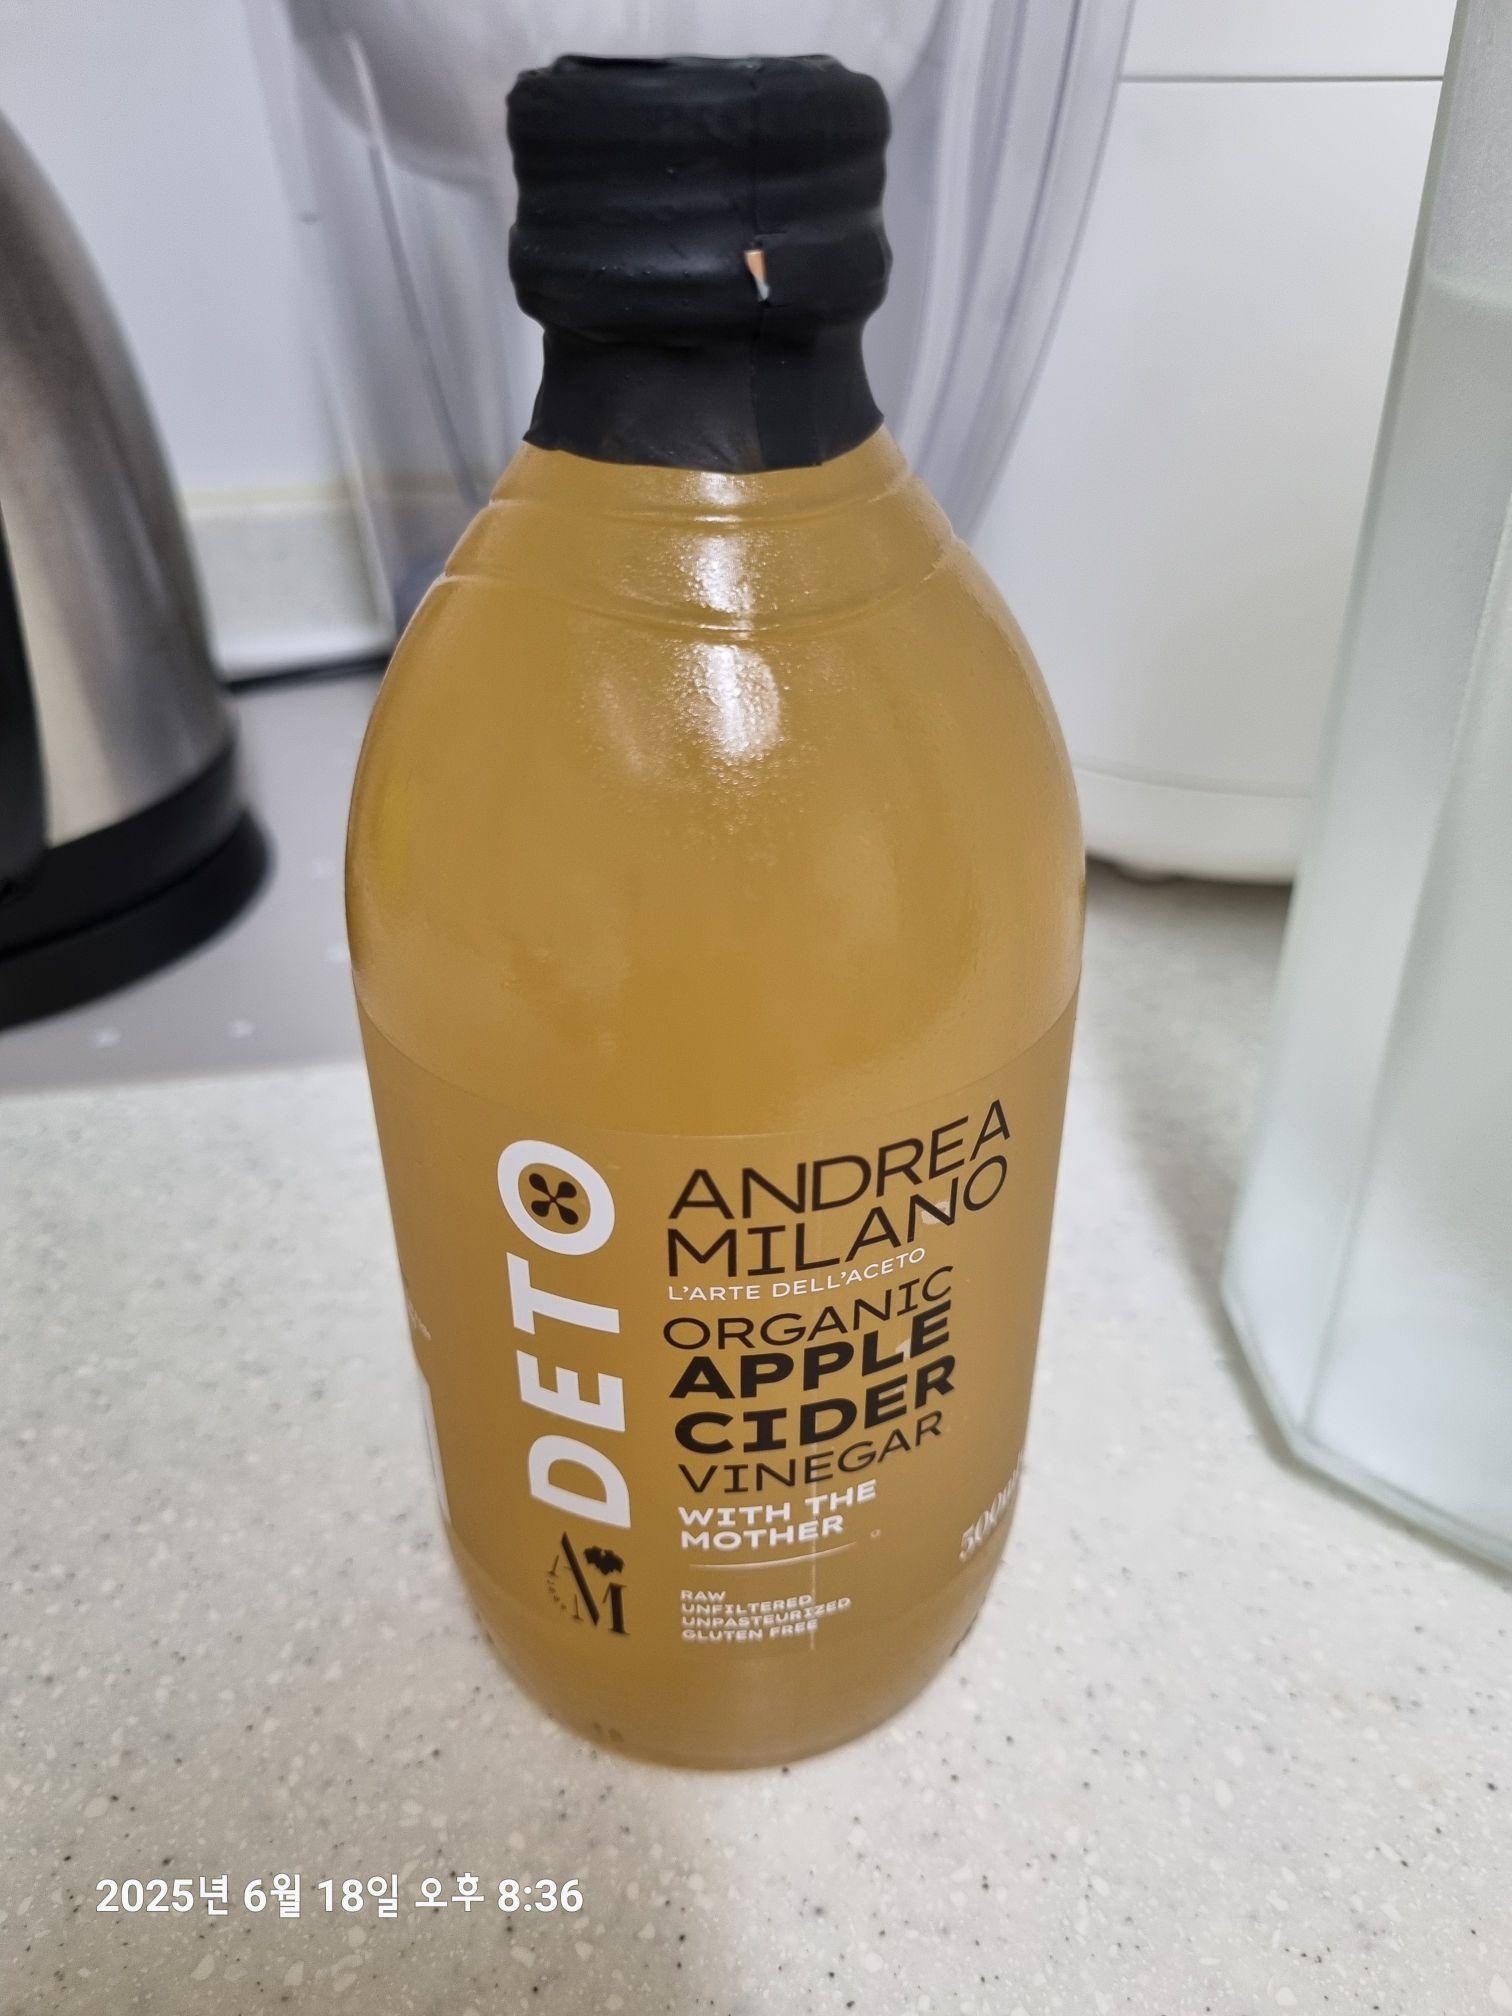 DETO
ANDREA
MILANO
L'ARTE DELL'ACETO
ORGANIC
APPLE
CIDER
VINEGAR
WITH THE
MOTHER
500ml
RAW
UNFILTERED
UNPASTEURIZED
GLUTEN FREE
AM
2025년 6월 18일 오후 8:36